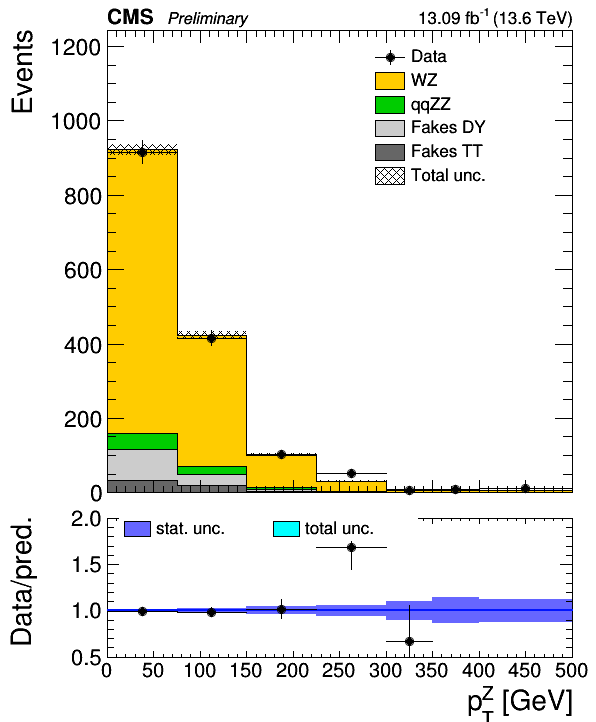 CMS Preliminary 13.09 fb⁻¹ (13.6 TeV)
Events
1200
1000
800
600
400
200
0
Data
WZ
qqZZ
Fakes DY
Fakes TT
Total unc.
Data/pred.
2.0
1.5
1.0
0.5
stat. unc. total unc.
0 50 100 150 200 250 300 350 400 450 500
p_T^Z [GeV]